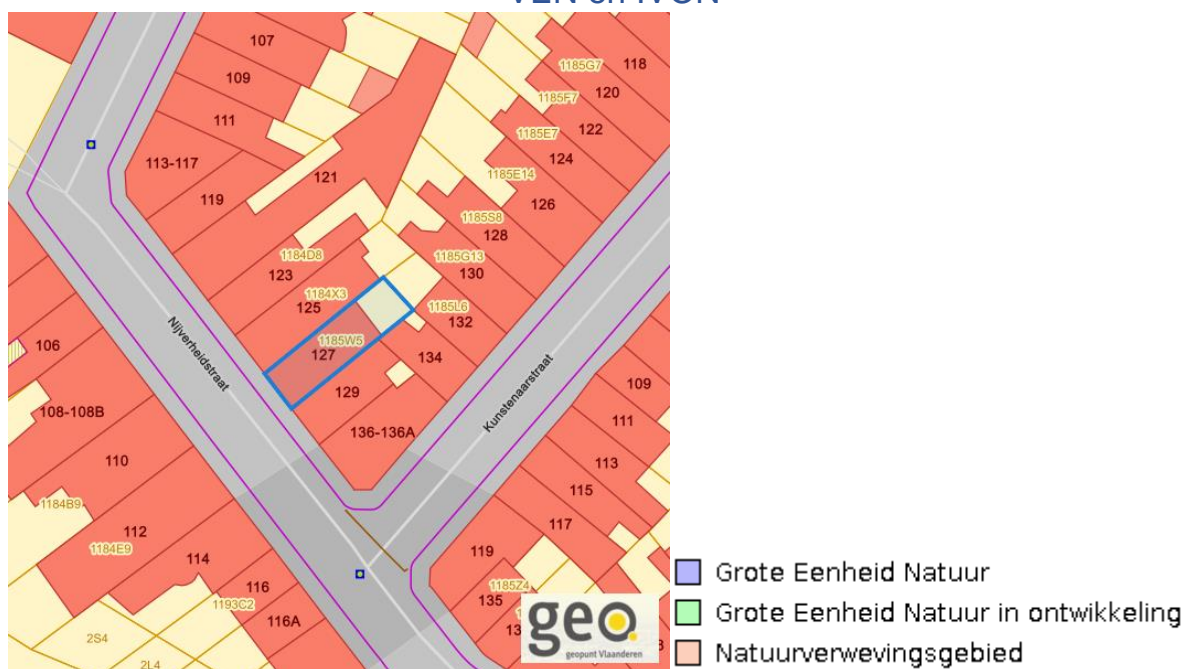 VEN en IVON
107
118
1185G7
109
120
1185F7
111
122
1185E7
124
113-117
1185E14
121
126
119
1185S8
128
1184D8
1185G13
123
130
1184X3
1185L6
125
132
Nijverheidstraat
1185W5
127
134
106
Kunstenaarstraat
109
129
108-108B
111
136-136A
110
113
115
1184B9
112
117
1184E9
114
119
116
1185Z4
1193C2
135
116A
2S4
2L4
geo
geopunt Vlaanderen
Grote Eenheid Natuur
Grote Eenheid Natuur in ontwikkeling
Natuurverwevingsgebied